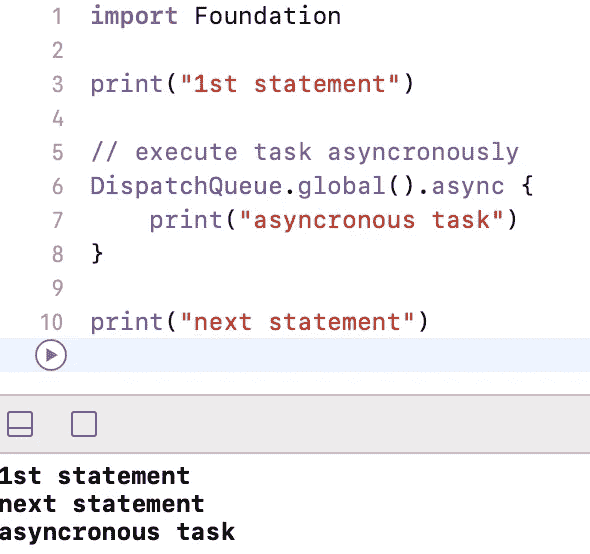 1 import Foundation
2
3 print("1st statement")
4
5 // execute task asyncronously
6 DispatchQueue.global().async {
7     print("asyncronous task")
8 }
9
10 print("next statement")
1st statement
next statement
asyncronous task